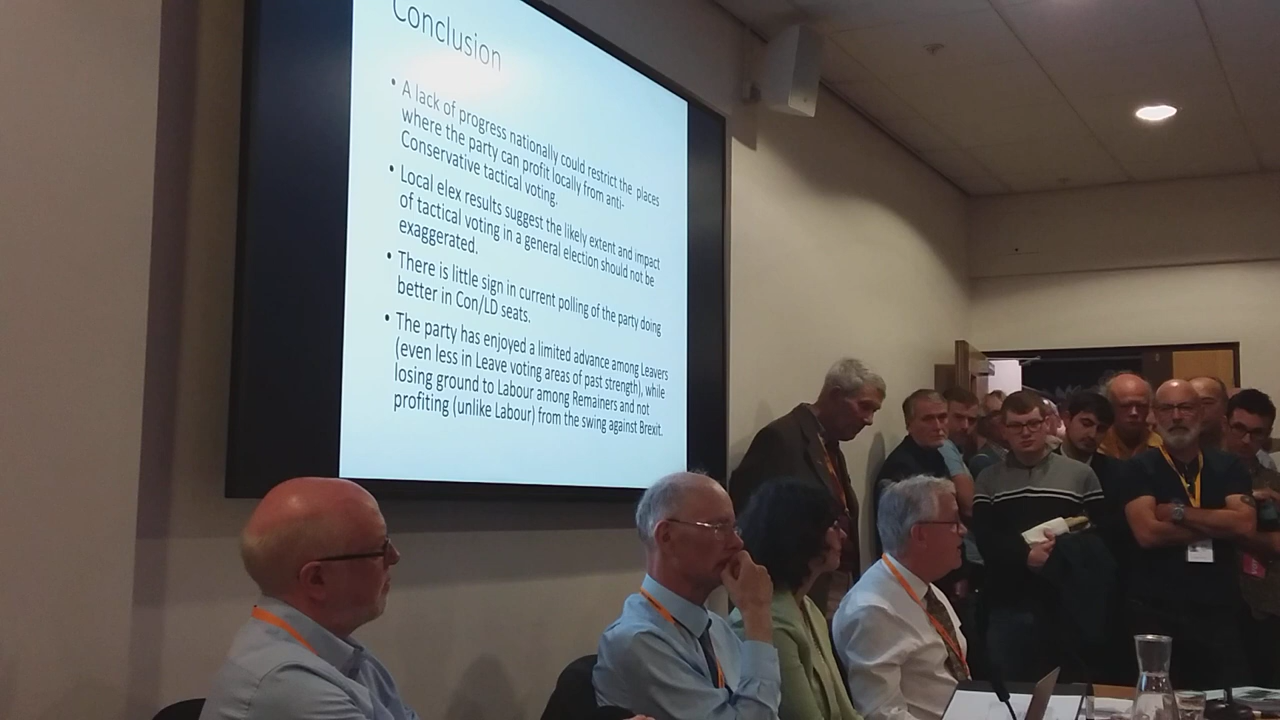 Conclusion
• A lack of progress nationally could restrict the places
where the party can profit locally from anti-
Conservative tactical voting.
• Local elex results suggest the likely extent and impact
of tactical voting in a general election should not be
exaggerated.
• There is little sign in current polling of the party doing
better in Con/LD seats.
• The party has enjoyed a limited advance among Leavers
(even less in Leave voting areas of past strength), while
losing ground to Labour among Remainers and not
profiting (unlike Labour) from the swing against Brexit.